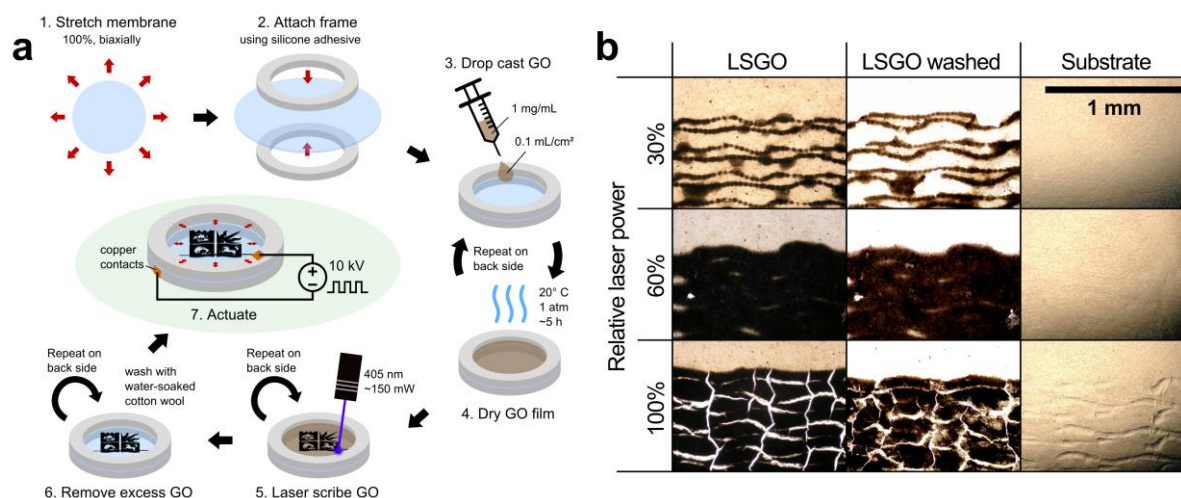 a
1. Stretch membrane
100%, biaxially
2. Attach frame
using silicone adhesive
3. Drop cast GO
1 mg/mL
0.1 mL/cm²
Repeat on
back side
20° C
1 atm
~5 h
4. Dry GO film
405 nm
~150 mW
Repeat on
back side
5. Laser scribe GO
Repeat on
back side
wash with
water-soaked
cotton wool
6. Remove excess GO
copper
contacts
+
−
10 kV
7. Actuate
b
LSGO
LSGO washed
Substrate
1 mm
Relative laser power
30%
60%
100%